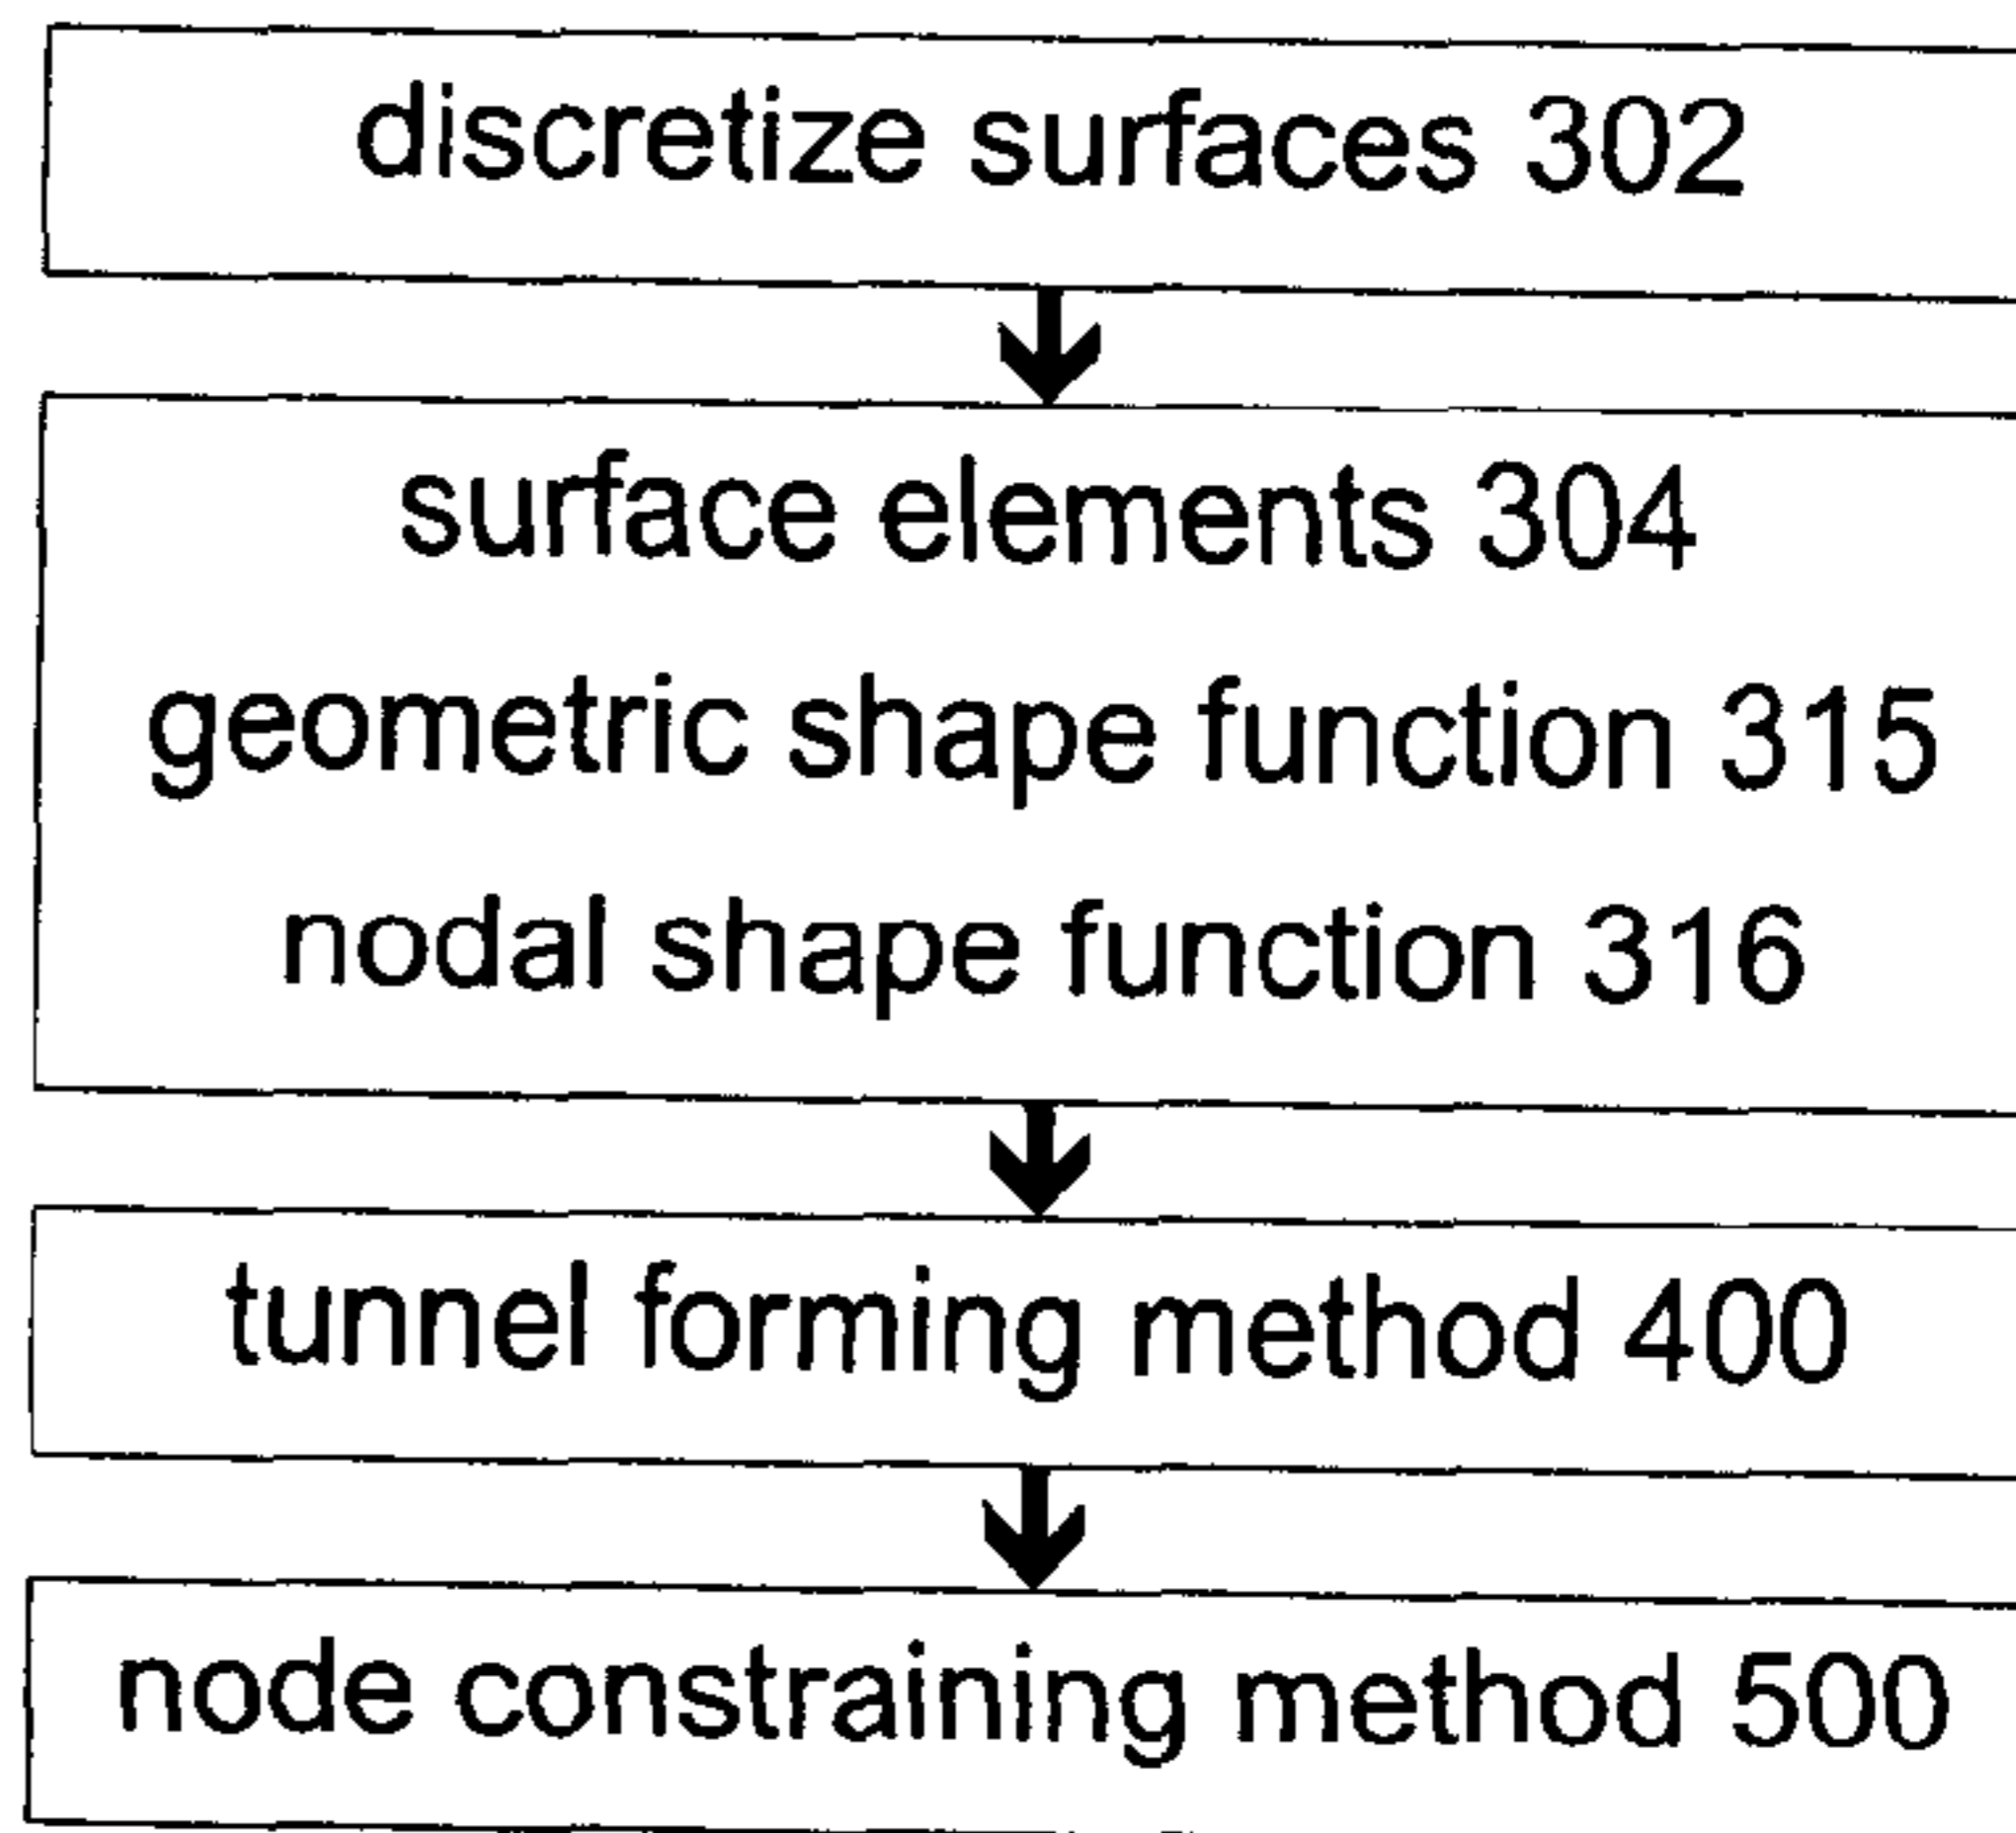 discretize surfaces 302
surface elements 304
geometric shape function 315
nodal shape function 316
tunnel forming method 400
node constraining method 500